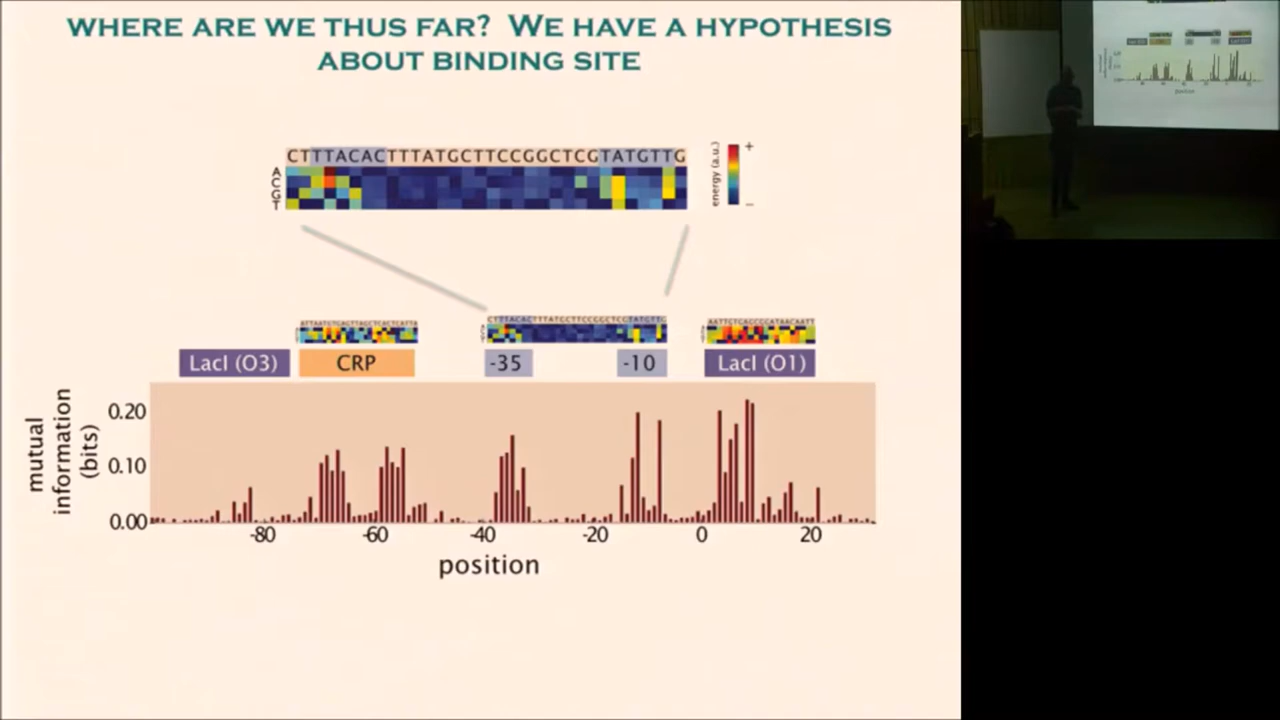 WHERE ARE WE THUS FAR? WE HAVE A HYPOTHESIS
ABOUT BINDING SITE
CTTTACACTTTATGCTTCCGGCTCGTATGTTG
A
C
G
T
energy (a.u.)
+
−
CTTTACACTTTATGCTTCCGGCTCGTATGTTG
LacI (O3)
CRP
-35
-10
LacI (O1)
mutual
information
(bits)
0.20
0.10
0.00
-80
-60
-40
-20
0
20
position